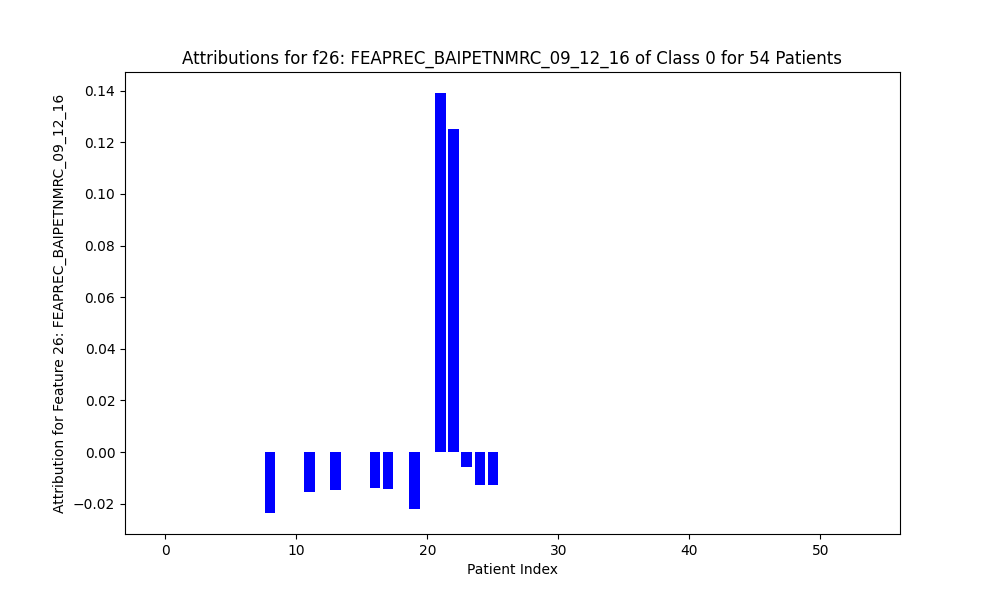 Attributions for f26: FEAPREC_BAIPETNMRC_09_12_16 of Class 0 for 54 Patients
Attribution for Feature 26: FEAPREC_BAIPETNMRC_09_12_16
0.14
0.12
0.10
0.08
0.06
0.04
0.02
0.00
−0.02
0 10 20 30 40 50
Patient Index